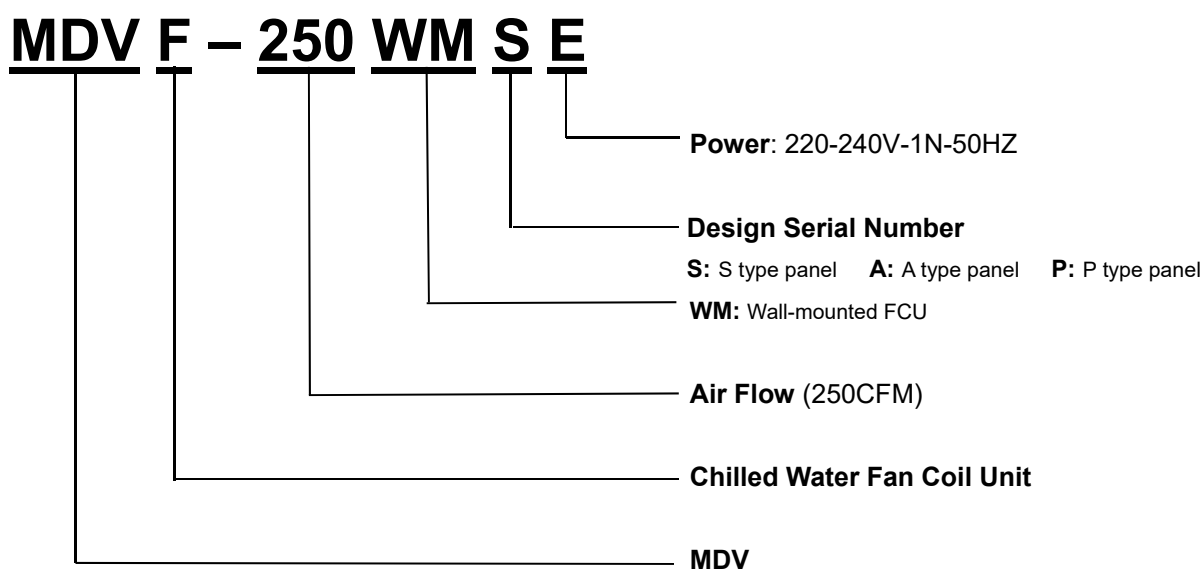 MDV F – 250 WM S E
Power: 220-240V-1N-50HZ
Design Serial Number
S: S type panel A: A type panel P: P type panel
WM: Wall-mounted FCU
Air Flow (250CFM)
Chilled Water Fan Coil Unit
MDV